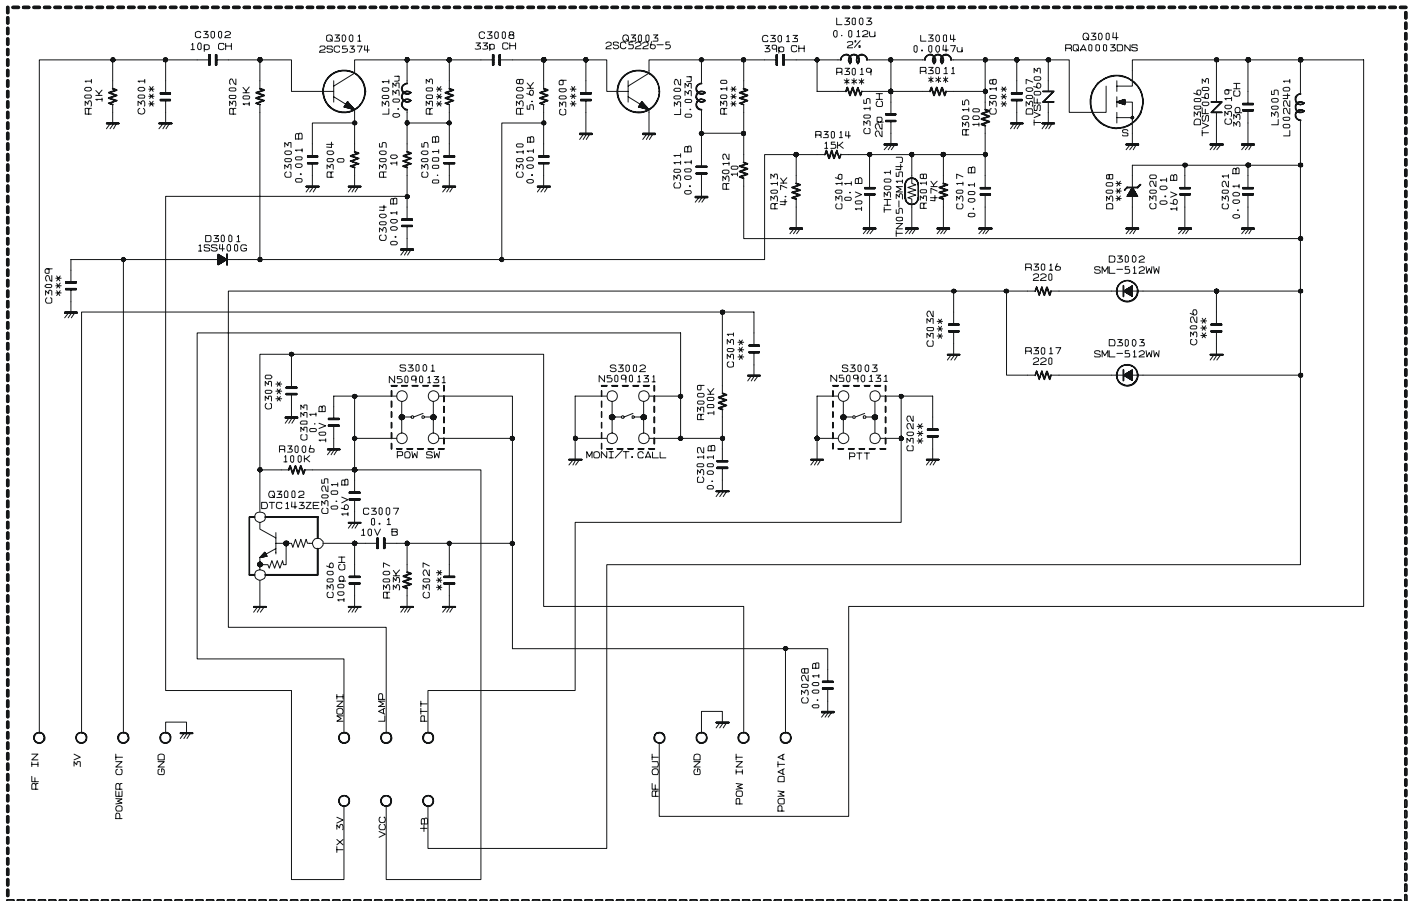 C3002
10p CH
Q3001
2SC5374
C3008
33p CH
Q3003
2SC5226-5
C3013
39p CH
L3003
0.012u
2%
L3004
0.0047u
Q3004
RQA0003DNS
R3001
1K
C3001
***
R3002
10K
L3001
0.033u
R3003
***
R3008
5.6K
C3009
***
L3002
0.033u
R3010
***
R3019
***
R3011
***
C3015
22p CH
R3015
100
C3018
***
D3007
TVSF0603
S
D3006
TVSF0603
C3019
33p CH
L3005
L0022401
C3003
0.001 B
R3004
0
R3005
10
C3005
0.001 B
C3010
0.001 B
C3011
0.001 B
R3012
10
R3014
15K
R3013
4.7K
C3016
0.1
10V B
TH3001
TN05-3M154J
R3018
47K
C3017
0.001 B
D3008
***
C3020
0.01
16V B
C3021
0.001 B
C3004
0.001 B
D3001
1SS400G
C3029
***
R3016
220
D3002
SML-512WW
C3032
***
C3026
***
R3017
220
D3003
SML-512WW
C3031
***
C3030
***
S3001
N5090131
POW SW
S3002
N5090131
MONI/T.CALL
S3003
N5090131
PTT
C3033
0.1
10V B
R3009
100K
C3022
***
R3006
100K
C3012
0.001B
Q3002
DTC143ZE
C3025
0.01
16V B
C3007
0.1
10V B
C3006
100p CH
R3007
33K
C3027
***
C3028
0.001 B
MONI
LAMP
PTT
RF IN
3V
POWER CNT
GND
RF OUT
GND
POW INT
POW DATA
TX 3V
VCC
+B